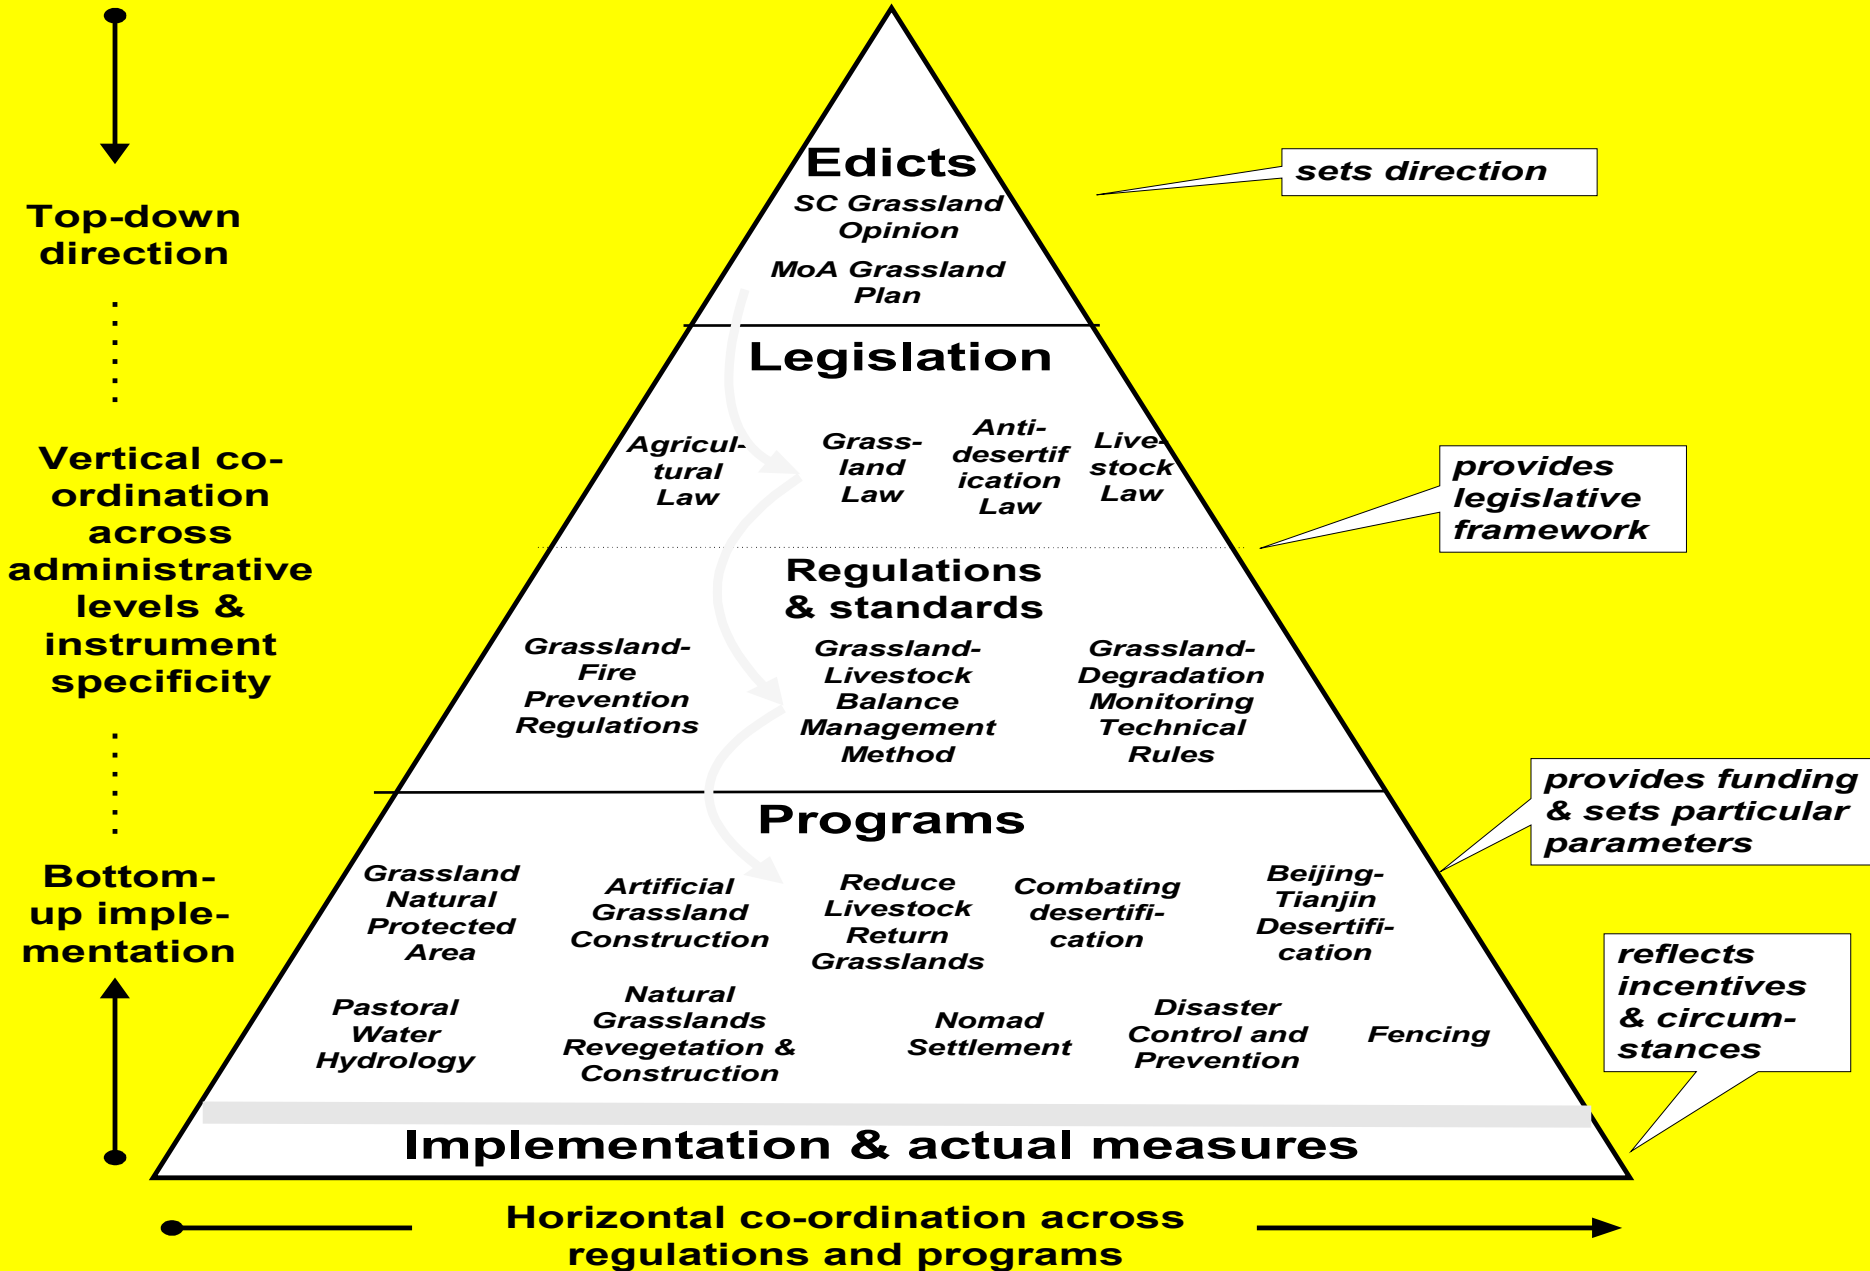 Edicts
SC Grassland
Opinion
MoA Grassland
Plan
sets direction
Top-down
direction
Legislation
Agricul-
tural
Law
Grass-
land
Law
Anti-
desertif
ication
Law
Live-
stock
Law
provides
legislative
framework
Vertical co-
ordination
across
administrative
levels &
instrument
specificity
Regulations
& standards
Grassland-
Fire
Prevention
Regulations
Grassland-
Livestock
Balance
Management
Method
Grassland-
Degradation
Monitoring
Technical
Rules
provides funding
& sets particular
parameters
Programs
Grassland
Natural
Protected
Area
Artificial
Grassland
Construction
Reduce
Livestock
Return
Grasslands
Combating
desertifi-
cation
Beijing-
Tianjin
Desertifi-
cation
Bottom-
up imple-
mentation
Pastoral
Water
Hydrology
Natural
Grasslands
Revegetation &
Construction
Nomad
Settlement
Disaster
Control and
Prevention
Fencing
reflects
incentives
& circum-
stances
Implementation & actual measures
Horizontal co-ordination across
regulations and programs